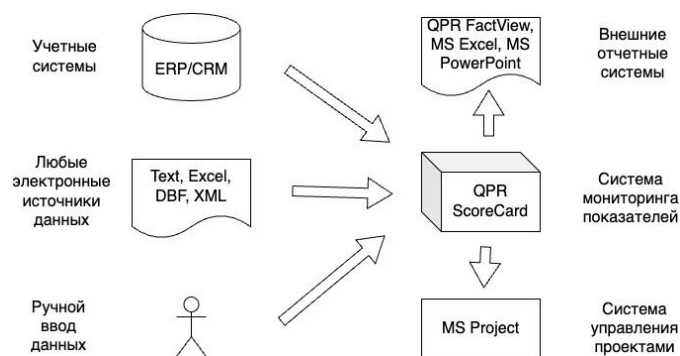 Учетные
системы
ERP/CRM
QPR FactView,
MS Excel, MS
PowerPoint
Внешние
отчетные
системы
Любые
электронные
источники
данных
Text, Excel,
DBF, XML
QPR
ScoreCard
Система
мониторинга
показателей
Ручной
ввод
данных
MS Project
Система
управления
проектами